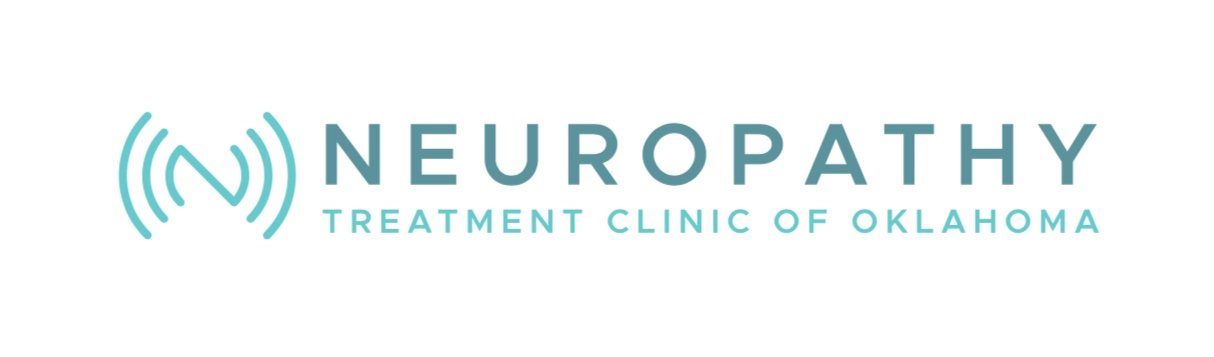 NEUROPATHY
TREATMENT CLINIC OF OKLAHOMA